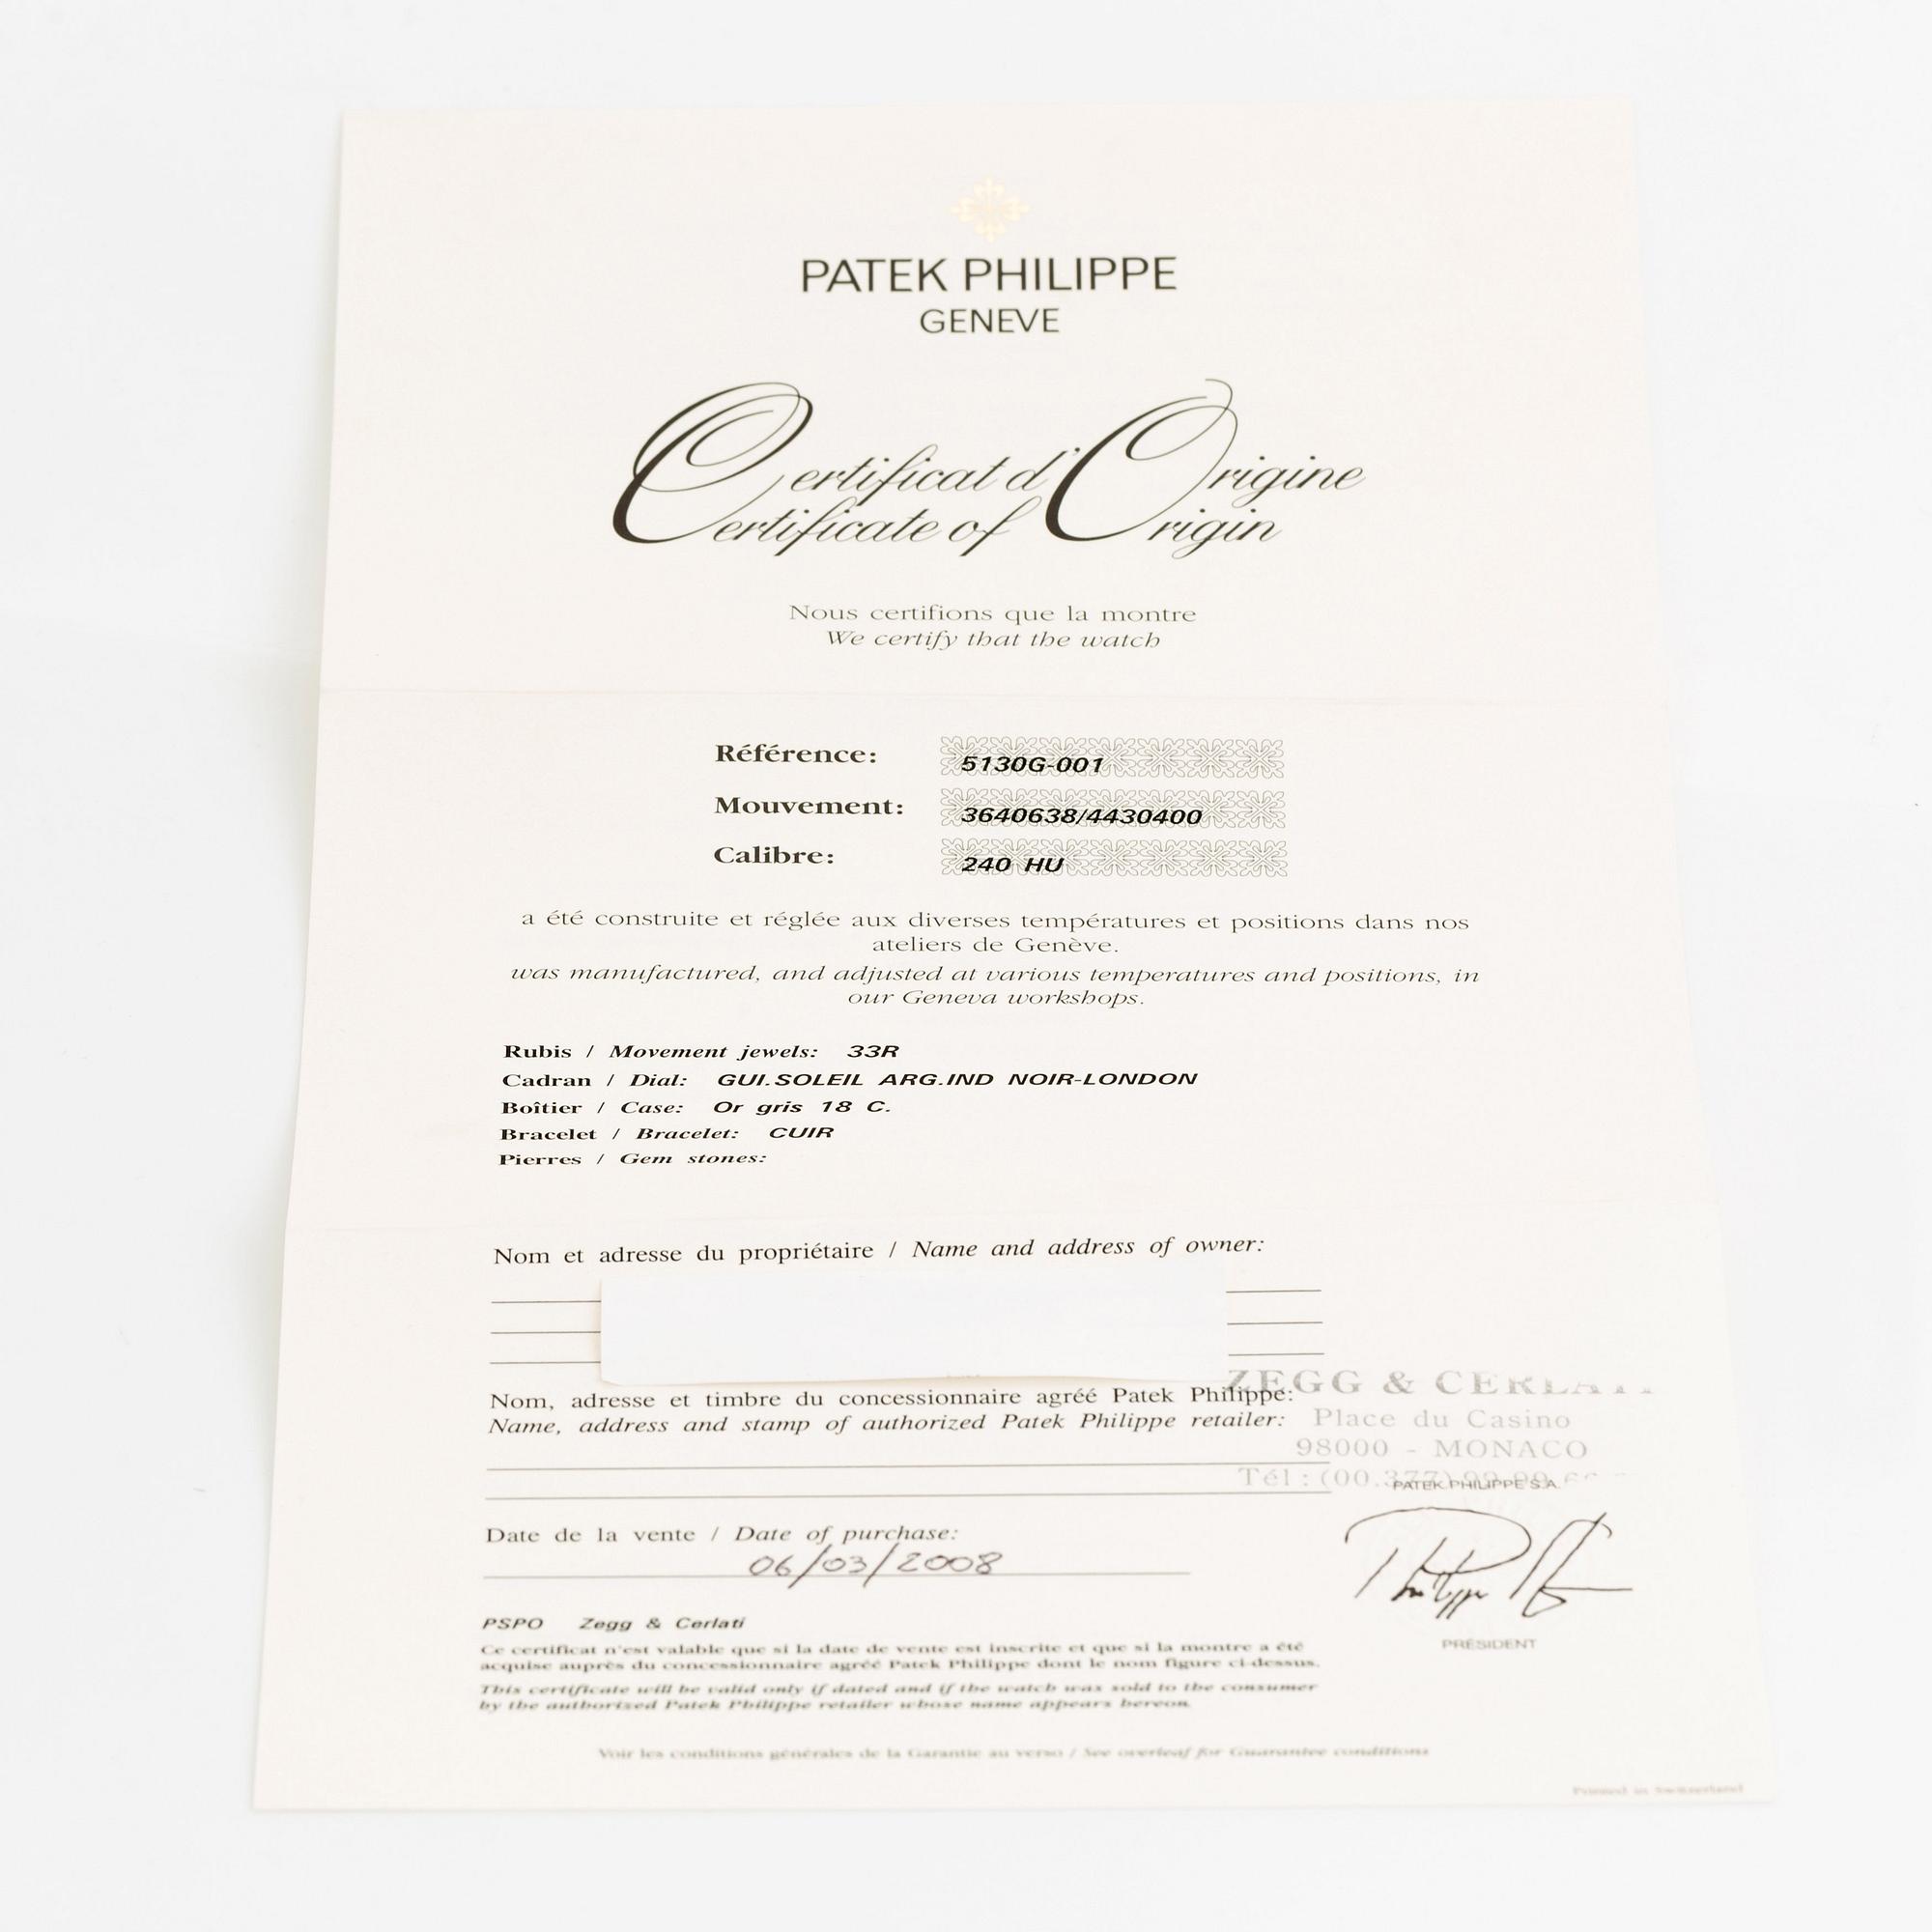 PATEK PHILIPPE
GENEVE
Certificat d'Origine
Certificate of Origin
Nous certifions que la montre
We certify that the watch
Référence: 5130G-001
Mouvement: 3640638/4430400
Calibre: 240 HU
a été construite et réglée aux diverses températures et positions dans nos
ateliers de Genève.
was manufactured, and adjusted at various temperatures and positions, in
our Geneva workshops.
Rubis / Movement jewels: 33R
Cadran / Dial: GUI.SOLEIL ARG.IND NOIR-LONDON
Boîtier / Case: Or gris 18 C.
Bracelet / Bracelet: CUIR
Pierres / Gem stones:
Nom et adresse du propriétaire / Name and address of owner:
ZEGG & CERLATI
Nom, adresse et timbre du concessionnaire agréé Patek Philippe:
Name, address and stamp of authorized Patek Philippe retailer:
Place du Casino
98000 - MONACO
Tél : (00.377)
PATEK PHILIPPE S.A.
Date de la vente / Date of purchase:
06/03/2008
PRÉSIDENT
PSPO Zegg & Cerlati
Ce certificat n'est valable que si la date de vente est inscrite et que si la montre a été
acquise auprès du concessionnaire agréé Patek Philippe dont le nom figure ci-dessus.
This certificate will be valid only if dated and if the watch was sold to the consumer
by the authorized Patek Philippe retailer whose name appears hereon.
Voir les conditions générales de la Garantie au verso / See overleaf for Guarantee conditions
Printed in Switzerland